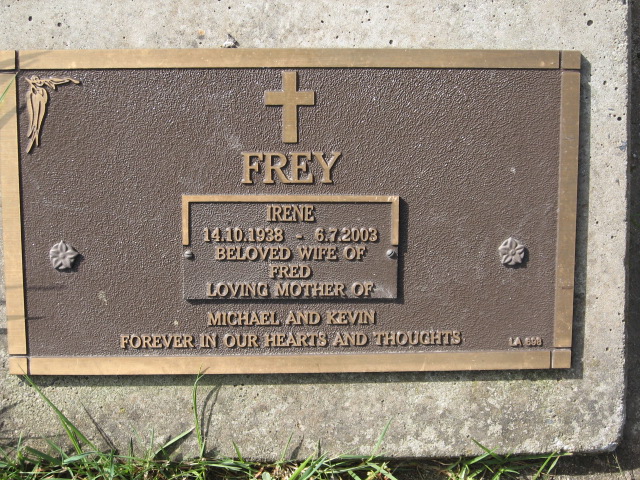 FREY
IRENE
14.10.1938 - 6.7.2003
BELOVED WIFE OF
FRED
LOVING MOTHER OF
MICHAEL AND KEVIN
FOREVER IN OUR HEARTS AND THOUGHTS
LA